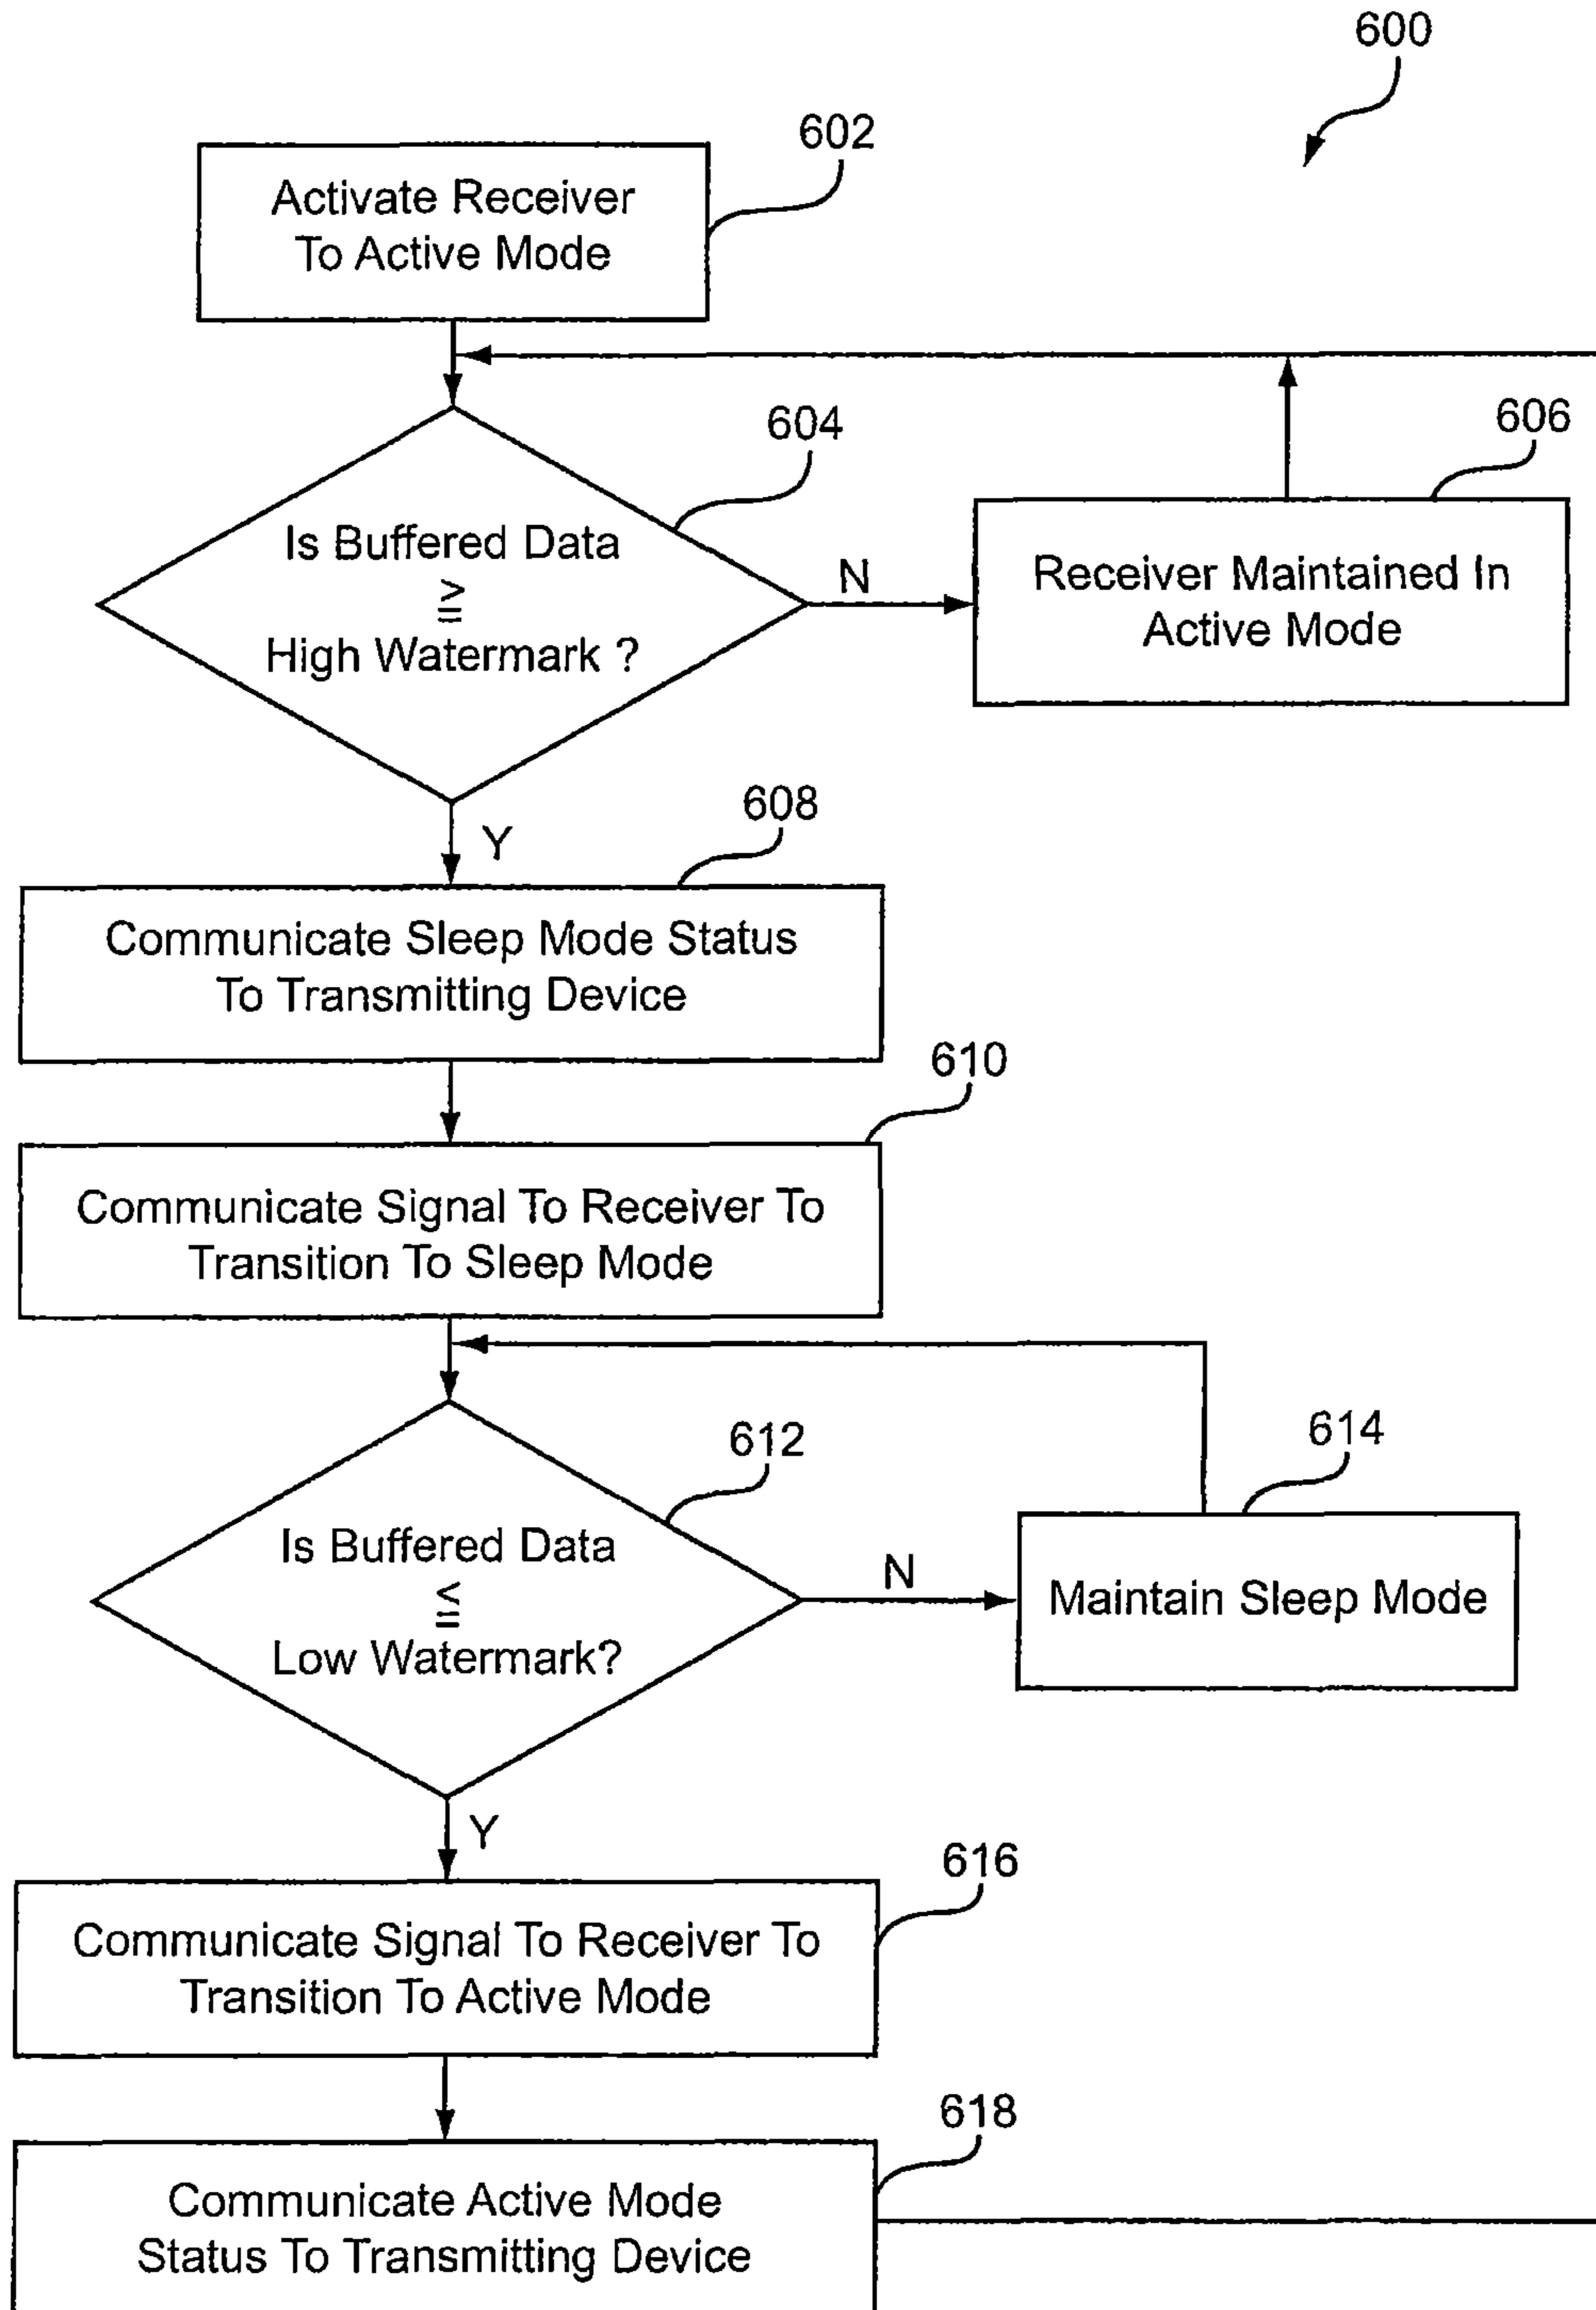 600
602
Activate Receiver
To Active Mode
604
606
Is Buffered Data
≧
High Watermark ?
N
Receiver Maintained In
Active Mode
Y
608
Communicate Sleep Mode Status
To Transmitting Device
610
Communicate Signal To Receiver To
Transition To Sleep Mode
612
614
Is Buffered Data
≦
Low Watermark?
N
Maintain Sleep Mode
Y
616
Communicate Signal To Receiver To
Transition To Active Mode
618
Communicate Active Mode
Status To Transmitting Device